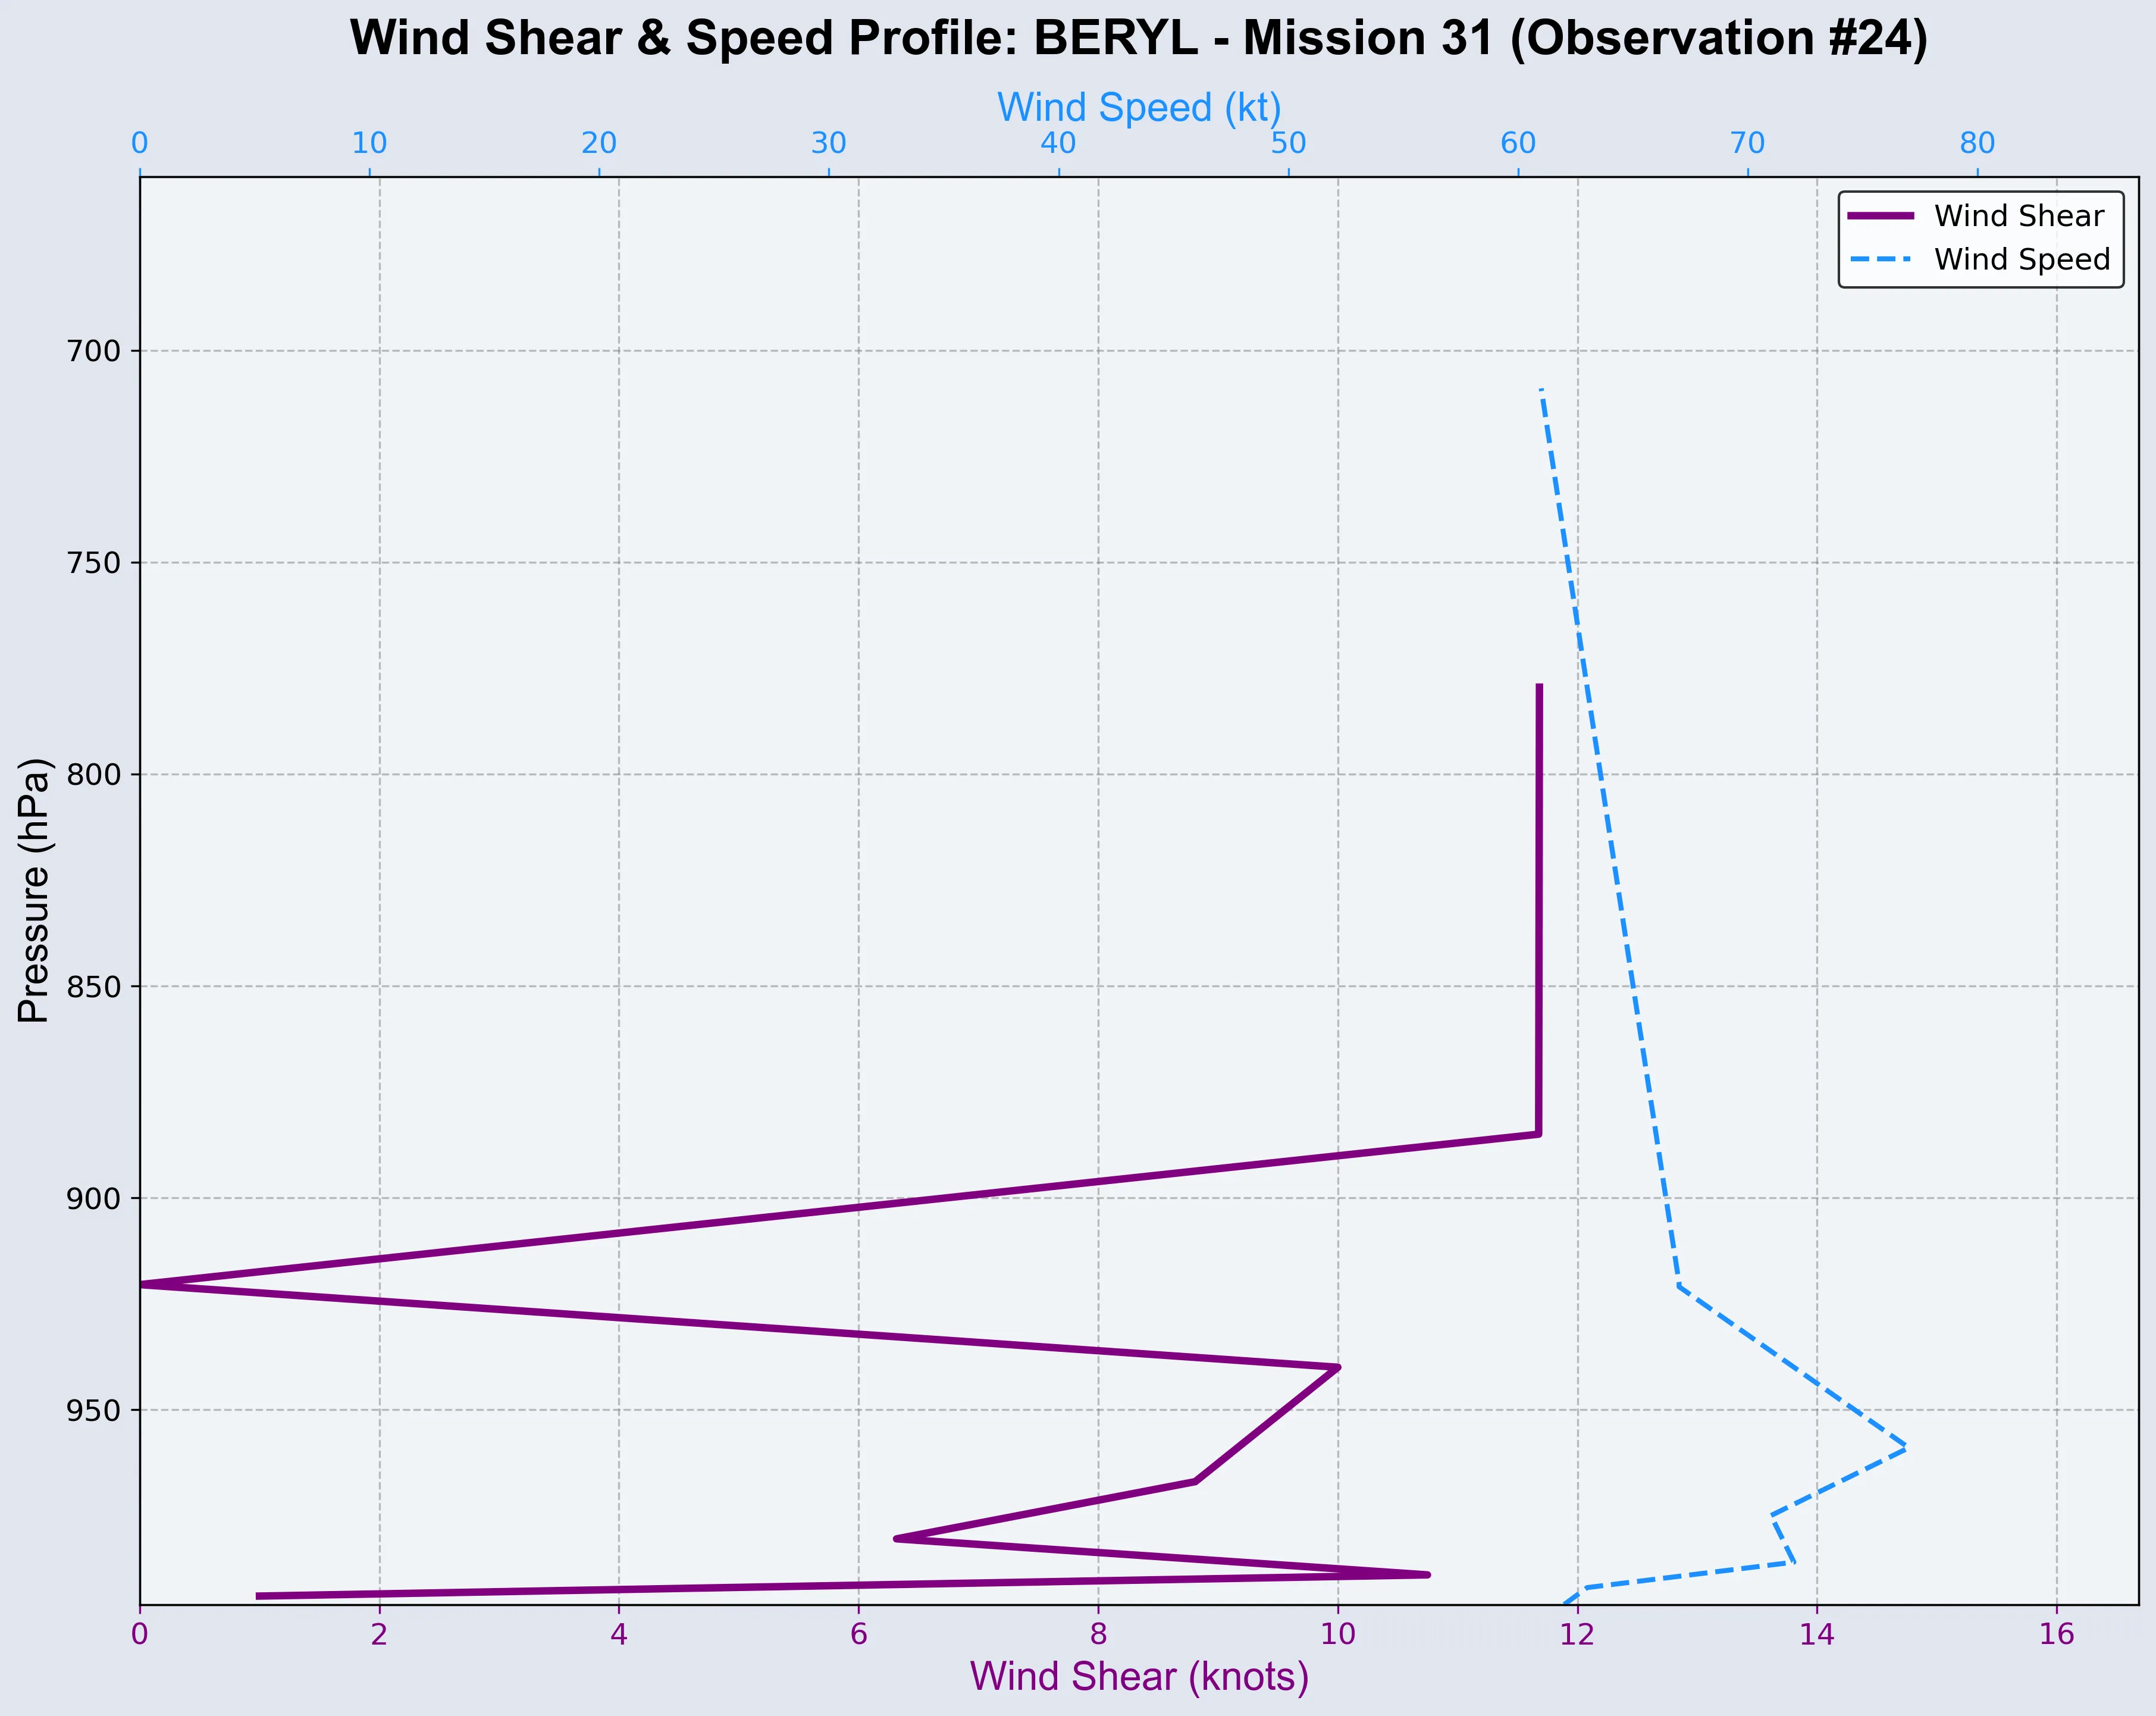 Wind Shear & Speed Profile: BERYL - Mission 31 (Observation #24)
Wind Speed (kt)
0 10 20 30 40 50 60 70 80
Wind Shear
Wind Speed
700
750
800
850
900
950
Pressure (hPa)
0 2 4 6 8 10 12 14 16
Wind Shear (knots)